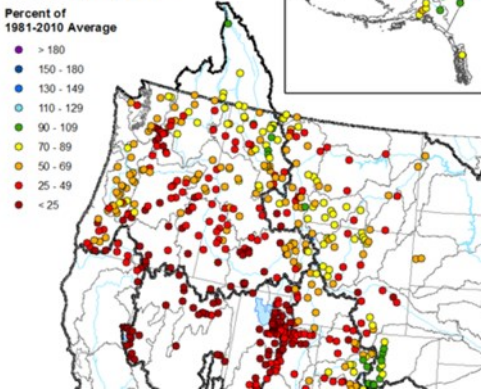 Percent of
1981-2010 Average
> 180
150 - 180
130 - 149
110 - 129
90 - 109
70 - 89
50 - 69
25 - 49
< 25